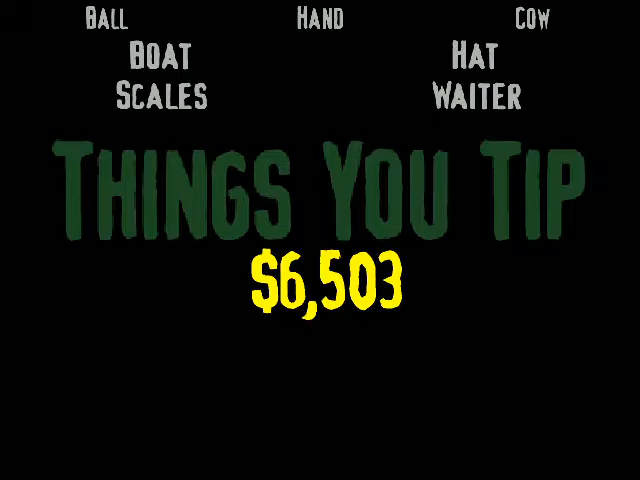 BALL HAND COW
BOAT HAT
SCALES WAITER
THINGS YOU TIP
$6,503